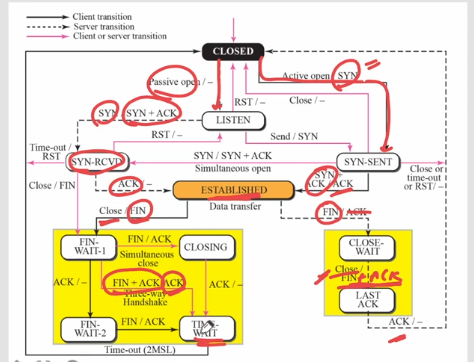 Client transition
Server transition
Client or server transition
CLOSED
Passive open / –
Active open / SYN
SYN / SYN + ACK
RST / –
Close / –
LISTEN
Time-out /
RST
RST / –
Send / SYN
SYN-RCVD
SYN / SYN + ACK
Simultaneous open
SYN-SENT
Close / FIN
ACK / –
SYN +
ACK / ACK
Close or
time-out
or RST / –
ESTABLISHED
Data transfer
Close / FIN
FIN / ACK
FIN-
WAIT-1
FIN / ACK
Simultaneous
close
CLOSING
CLOSE-
WAIT
ACK / –
FIN + ACK / ACK
Three-way
Handshake
ACK / –
Close /
FIN
ACK
LAST
ACK
FIN-
WAIT-2
FIN / ACK
TIME-
WAIT
ACK / –
Time-out (2MSL)